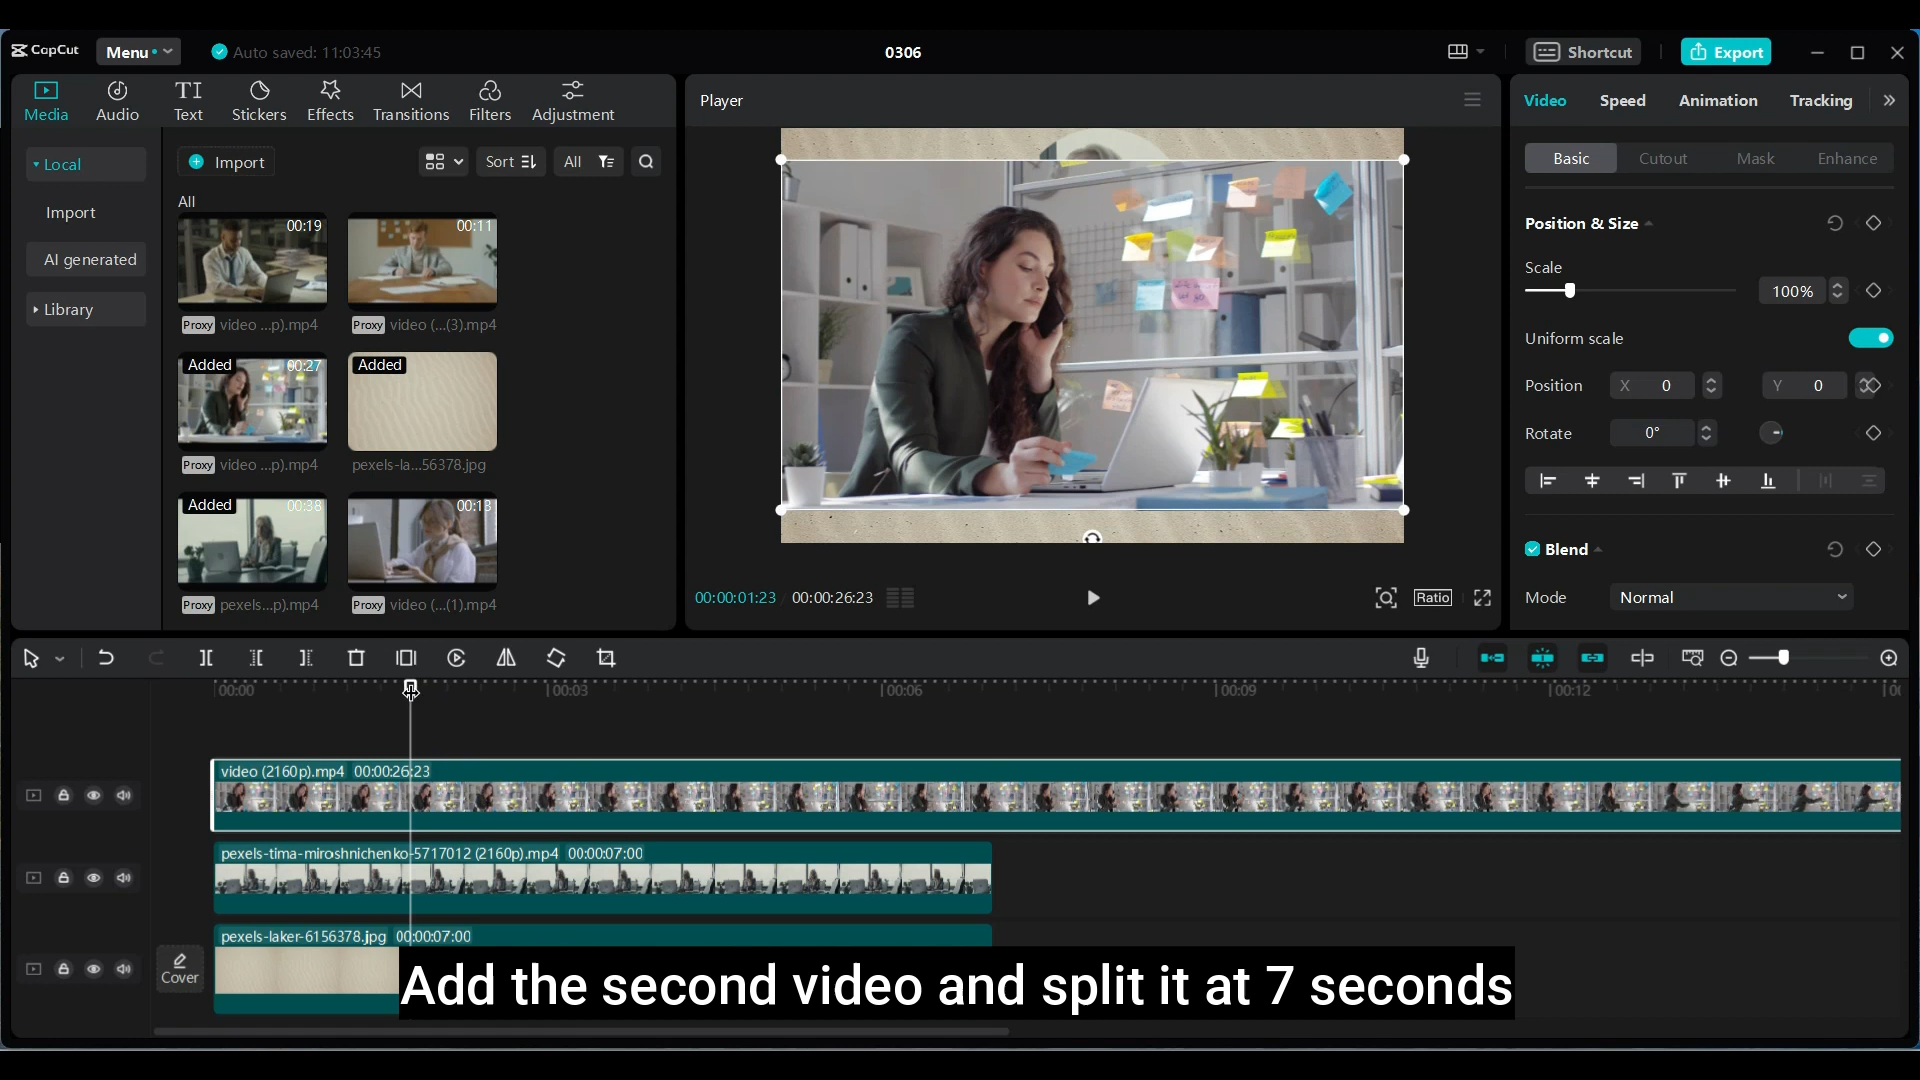 CapCut
Menu
Auto saved: 11:03:45
0306
Shortcut
Export
Media
Audio
Text
Stickers
Effects
Transitions
Filters
Adjustment
Local
Import
AI generated
Library
Import
Sort
All
All
00:19
Proxy video ...p).mp4
00:11
Proxy video (...(3).mp4
Added 00:27
Proxy video ...p).mp4
Added
pexels-la...56378.jpg
Added 00:38
Proxy pexels...p).mp4
00:13
Proxy video (...(1).mp4
Player
00:00:01:23 00:00:26:23
Ratio
Video
Speed
Animation
Tracking
Basic
Cutout
Mask
Enhance
Position & Size
Scale
100%
Uniform scale
Position X 0 Y 0
Rotate 0°
Blend
Mode Normal
00:00 00:03 00:06 00:09 00:12
video (2160p).mp4 00:00:26:23
pexels-tima-miroshnichenko-5717012 (2160p).mp4 00:00:07:00
pexels-laker-6156378.jpg 00:00:07:00
Cover
Add the second video and split it at 7 seconds